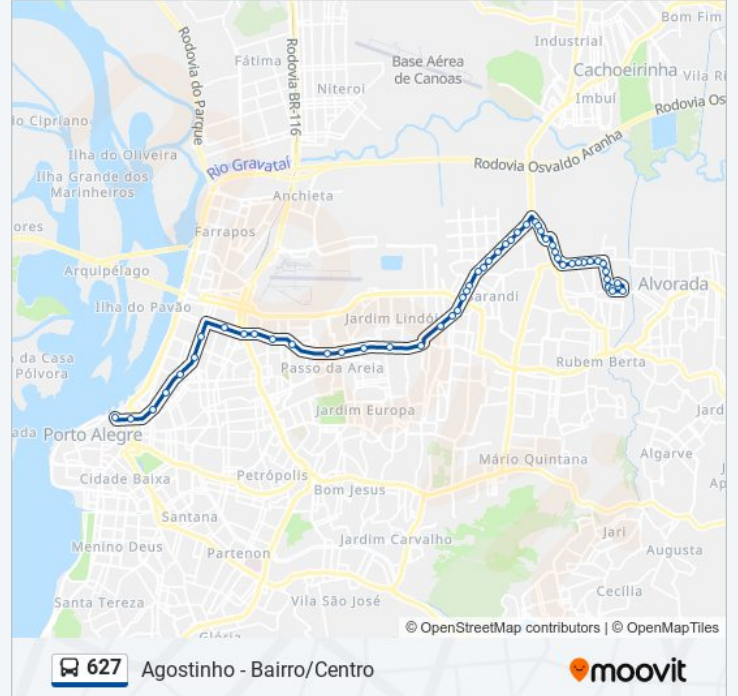 Bom Fim
Industrial
Fátima
Base Aérea
de Canoas
Cachoeirinha
Vila Ri
Niterói
Imbuí
Rodovia do Parque
Rodovia BR-116
Rodovia Os
io Cipriano
Ilha do Oliveira
Rio Gravataí
Rodovia Osvaldo Aranha
Ilha Grande dos
Marinheiros
Anchieta
ores
Farrapos
Arquipélago
Alvorada
Ilha do Pavão
Sarandi
Jardim Lindói
da Casa
Pólvora
Passo da Areia
Rubem Berta
Jardim Europa
Jard
ada
Porto Alegre
Mário Quintana
Algarve
J
Ap
Cidade Baixa
Petrópolis
Bom Jesus
Santana
Jari
Menino Deus
Partenon
Jardim Carvalho
Augusta
Cecília
Santa Tereza
Vila São José
Glória
© OpenStreetMap contributors | © OpenMapTiles
627 Agostinho - Bairro/Centro
moovit